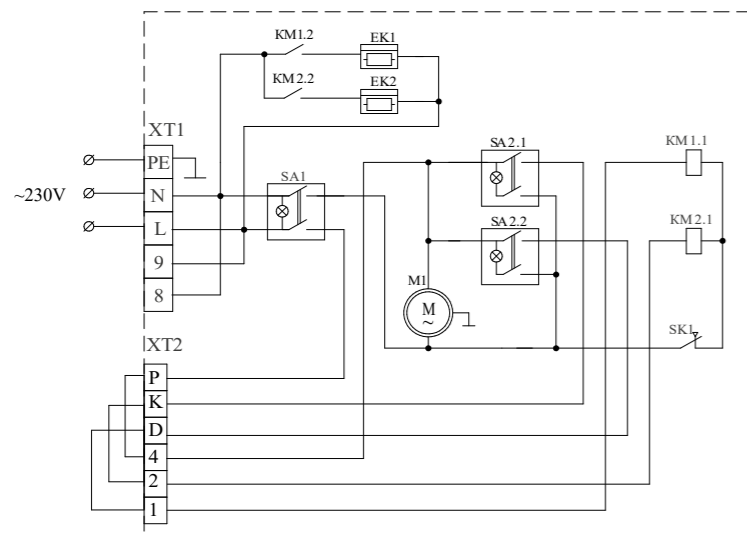 KM1.2
EK1
KM2.2
EK2
XT1
PE
N
L
9
8
~230V
SA1
SA2.1
SA2.2
KM1.1
KM2.1
M1
M
~
SK1
XT2
P
K
D
4
2
1